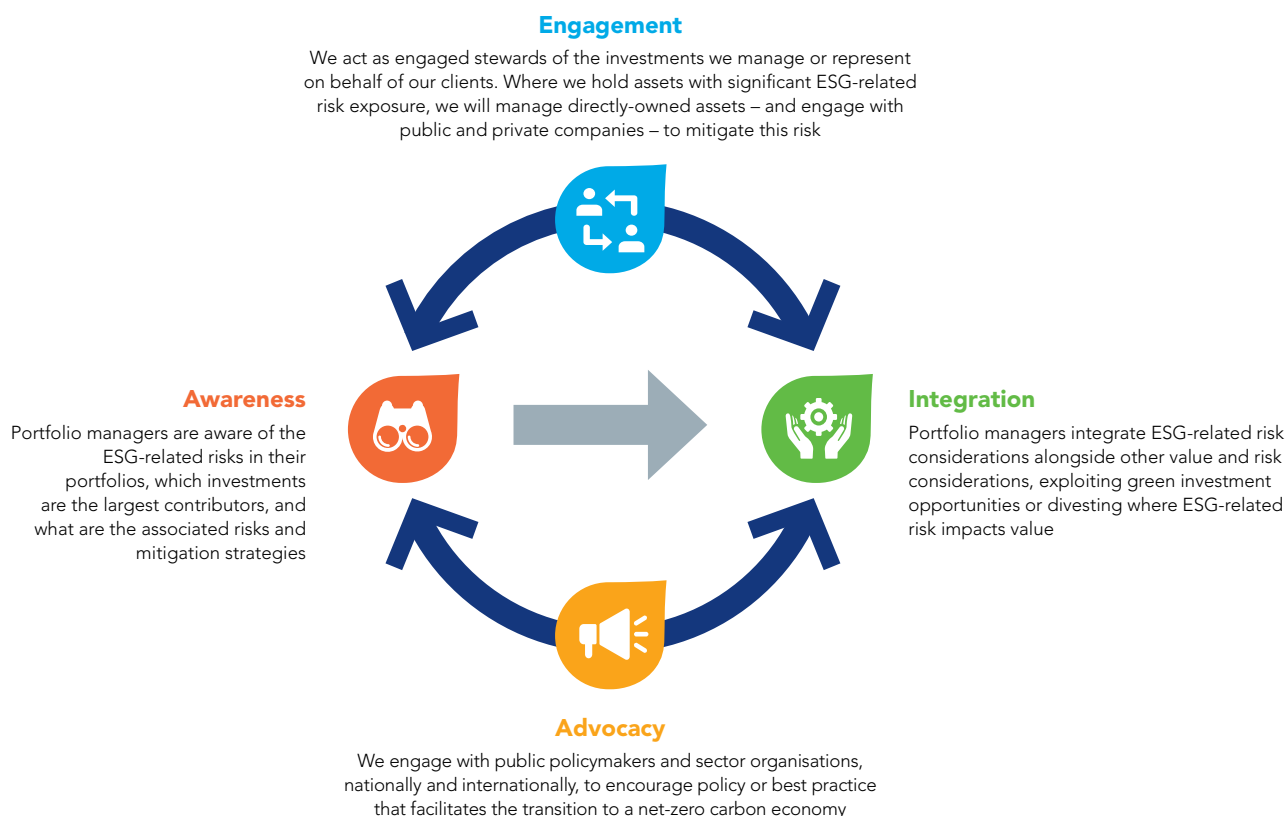 Engagement
We act as engaged stewards of the investments we manage or represent
on behalf of our clients. Where we hold assets with significant ESG-related
risk exposure, we will manage directly-owned assets – and engage with
public and private companies – to mitigate this risk
Awareness
Portfolio managers are aware of the
ESG-related risks in their
portfolios, which investments
are the largest contributors, and
what are the associated risks and
mitigation strategies
Integration
Portfolio managers integrate ESG-related risk
considerations alongside other value and risk
considerations, exploiting green investment
opportunities or divesting where ESG-related
risk impacts value
Advocacy
We engage with public policymakers and sector organisations,
nationally and internationally, to encourage policy or best practice
that facilitates the transition to a net-zero carbon economy